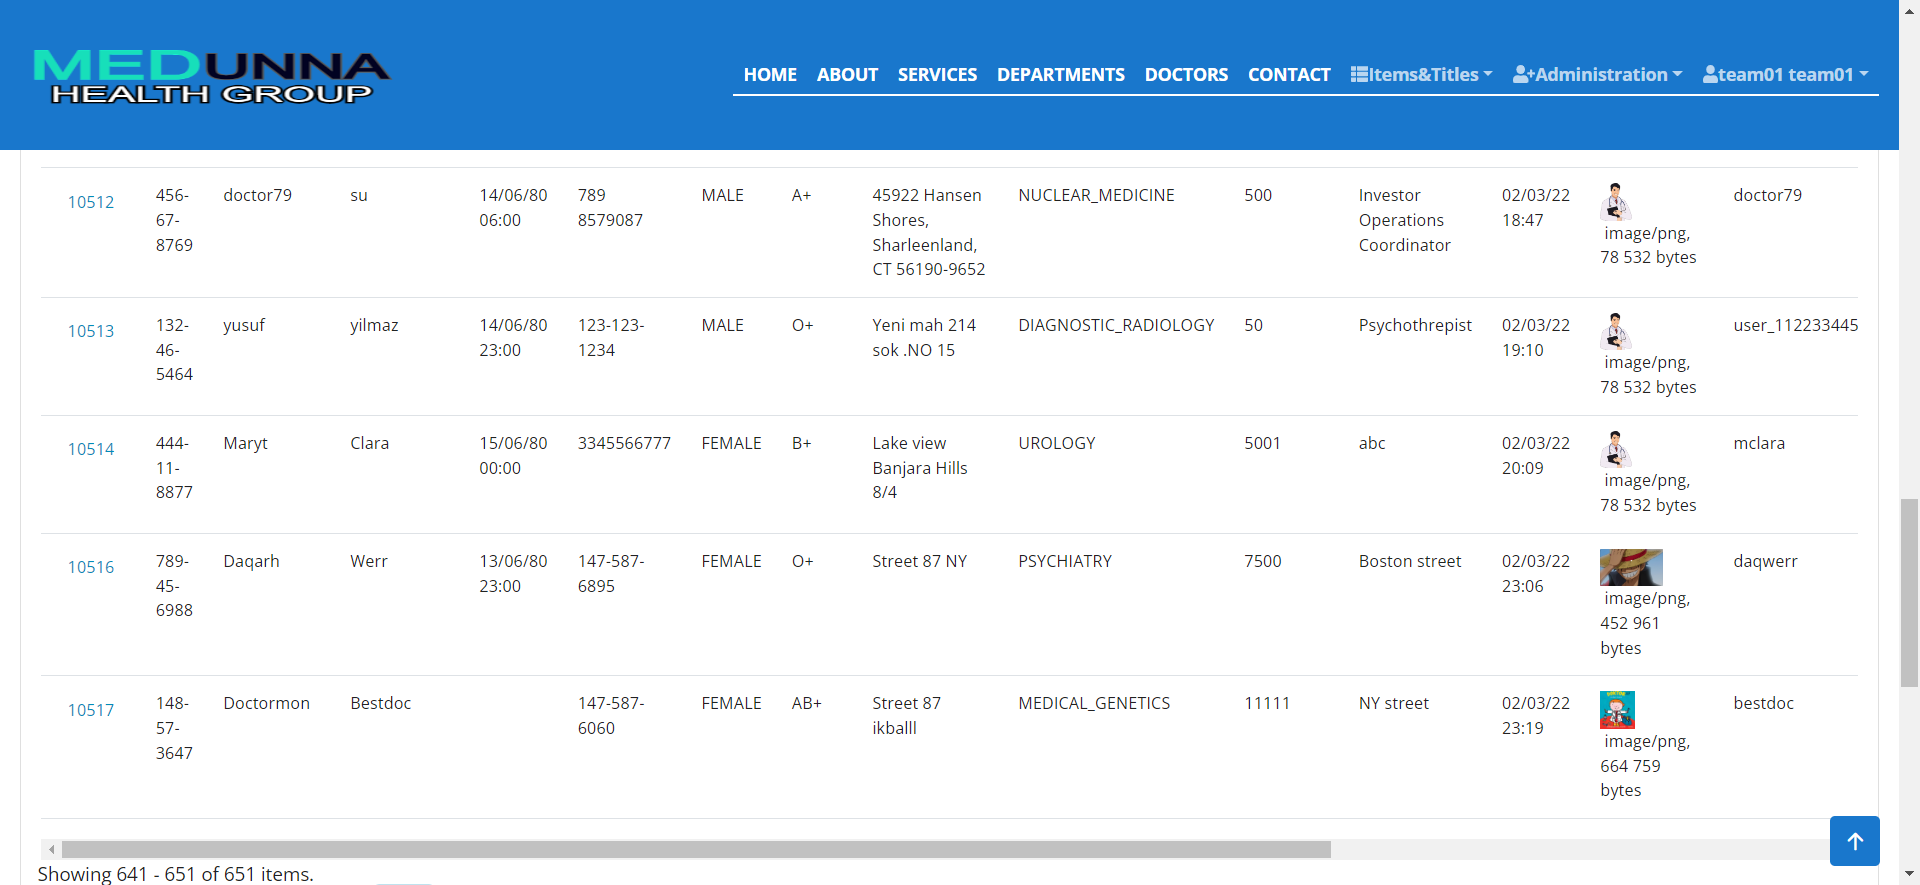 MEDUNNA
HEALTH GROUP
HOME ABOUT SERVICES DEPARTMENTS DOCTORS CONTACT Items&Titles +Administration team01 team01
10512 456- doctor79 su 14/06/80 789 MALE A+ 45922 Hansen NUCLEAR_MEDICINE 500 Investor 02/03/22 doctor79
67- 06:00 8579087 Shores, Operations 18:47
8769 Sharleenland, Coordinator image/png,
CT 56190-9652 78 532 bytes
10513 132- yusuf yilmaz 14/06/80 123-123- MALE O+ Yeni mah 214 DIAGNOSTIC_RADIOLOGY 50 Psychothrepist 02/03/22 user_112233445
46- 23:00 1234 sok .NO 15 19:10
5464 image/png,
78 532 bytes
10514 444- Maryt Clara 15/06/80 3345566777 FEMALE B+ Lake view UROLOGY 5001 abc 02/03/22 mclara
11- 00:00 Banjara Hills 20:09
8877 8/4 image/png,
78 532 bytes
10516 789- Daqarh Werr 13/06/80 147-587- FEMALE O+ Street 87 NY PSYCHIATRY 7500 Boston street 02/03/22 daqwerr
45- 23:00 6895 23:06
6988 image/png,
452 961
bytes
10517 148- Doctormon Bestdoc 147-587- FEMALE AB+ Street 87 MEDICAL_GENETICS 11111 NY street 02/03/22 bestdoc
57- 6060 ikballl 23:19
3647 image/png,
664 759
bytes
Showing 641 - 651 of 651 items.